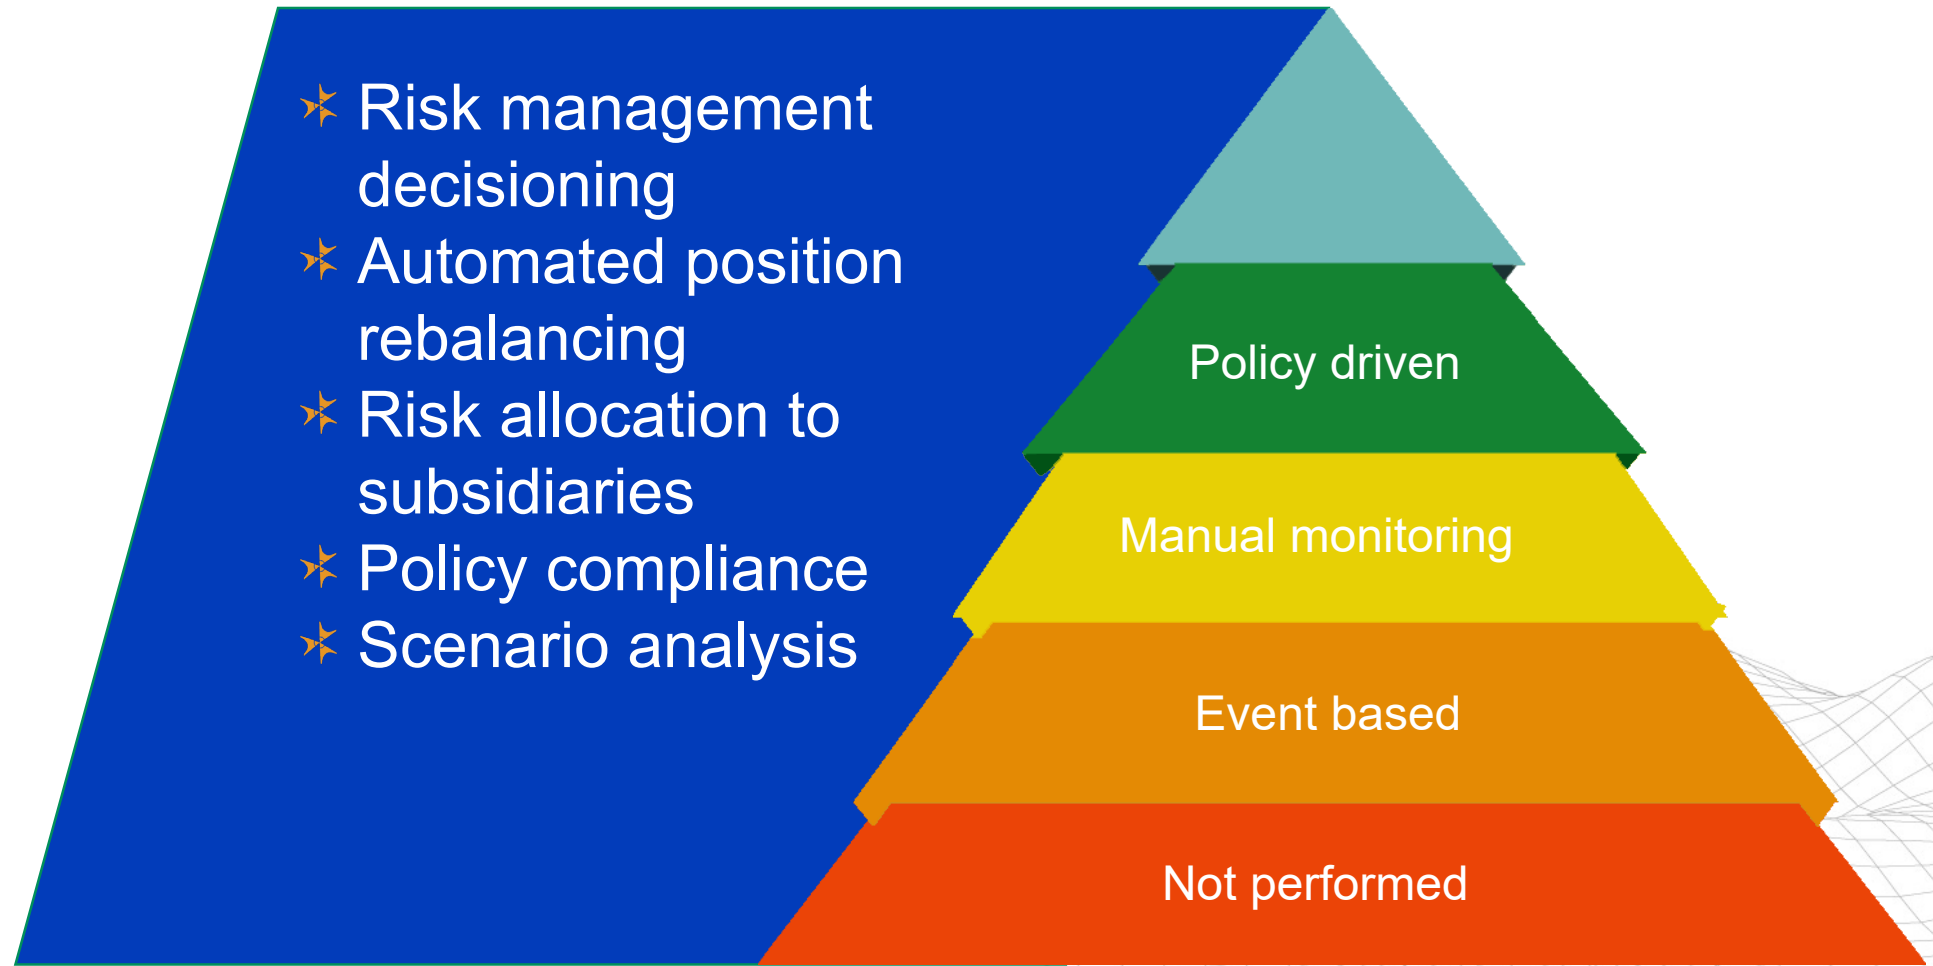 Risk management
decisioning
Automated position
rebalancing
Risk allocation to
subsidiaries
Policy compliance
Scenario analysis
Policy driven
Manual monitoring
Event based
Not performed